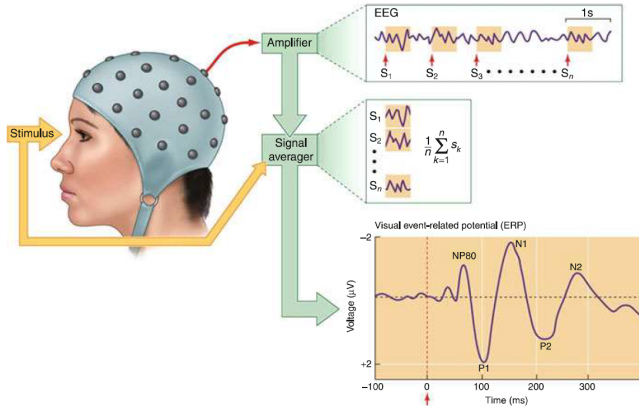 EEG
1s
Amplifier
S1 S2 S3 Sn
Stimulus
Signal
averager
S1
S2
Sn
1/n n∑k=1 sk
Visual event-related potential (ERP)
−2
N1
NP80
N2
Voltage (μV)
P2
+2
P1
−100 0 100 200 300
Time (ms)